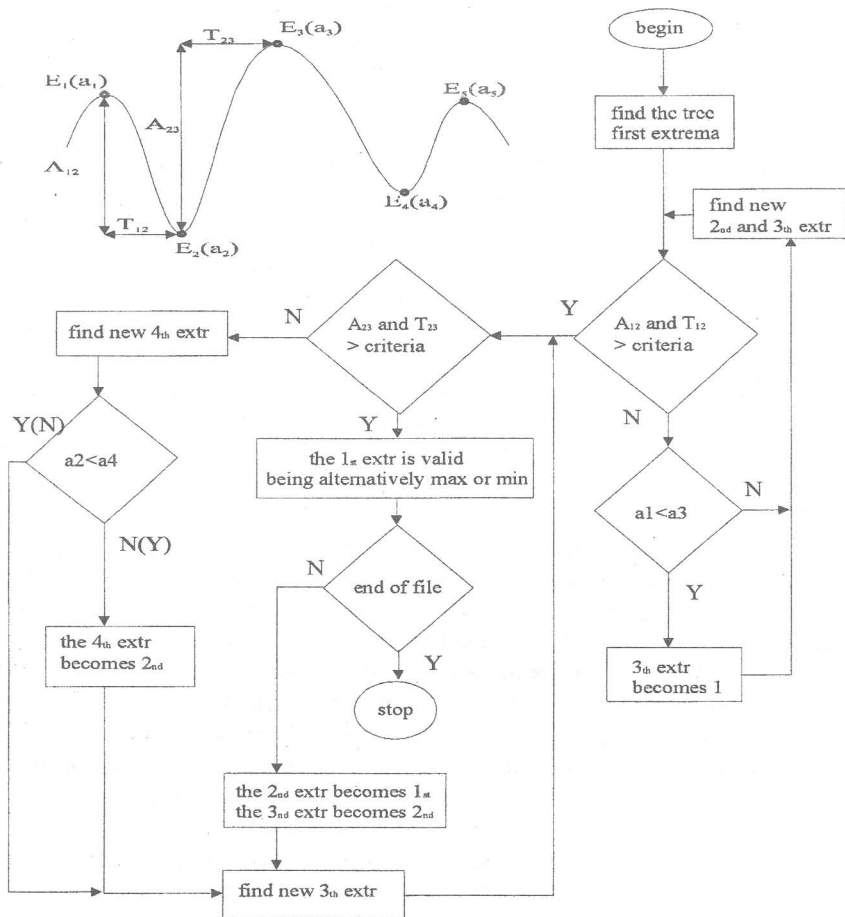 E₁(a₁)
T₂₃
E₃(a₃)
A₂₃
A₁₂
T₁₂
E₂(a₂)
E₄(a₄)
E₅(a₅)
begin
find the tree
first extrema
find new
2nd and 3th extr
A12 and T12
> criteria
Y
N
a1<a3
N
Y
3th extr
becomes 1
A23 and T23
> criteria
N
Y
find new 4th extr
a2<a4
Y(N)
N(Y)
the 4th extr
becomes 2nd
the 1st extr is valid
being alternatively max or min
end of file
N
Y
stop
the 2nd extr becomes 1st
the 3nd extr becomes 2nd
find new 3th extr